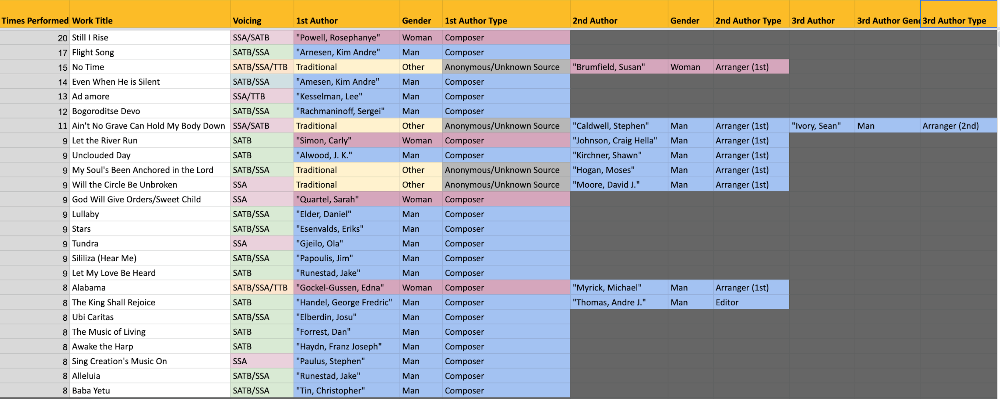 Times Performed Work Title Voicing 1st Author Gender 1st Author Type 2nd Author Gender 2nd Author Type 3rd Author 3rd Author Gen 3rd Author Type
20 Still I Rise SSA/SATB "Powell, Rosephanye" Woman Composer
17 Flight Song SATB/SSA "Arnesen, Kim Andre" Man Composer
15 No Time SATB/SSA/TTB Traditional Other Anonymous/Unknown Source "Brumfield, Susan" Woman Arranger (1st)
14 Even When He is Silent SATB/SSA "Amesen, Kim Andre" Man Composer
13 Ad amore SSA/TTB "Kesselman, Lee" Man Composer
12 Bogoroditse Devo SATB/SSA "Rachmaninoff, Sergei" Man Composer
11 Ain't No Grave Can Hold My Body Down SSA/SATB Traditional Other Anonymous/Unknown Source "Caldwell, Stephen" Man Arranger (1st) "Ivory, Sean" Man Arranger (2nd)
9 Let the River Run SATB "Simon, Carly" Woman Composer "Johnson, Craig Hella" Man Arranger (1st)
9 Unclouded Day SATB "Alwood, J. K." Man Composer "Kirchner, Shawn" Man Arranger (1st)
9 My Soul's Been Anchored in the Lord SATB/SSA Traditional Other Anonymous/Unknown Source "Hogan, Moses" Man Arranger (1st)
9 Will the Circle Be Unbroken SSA Traditional Other Anonymous/Unknown Source "Moore, David J." Man Arranger (1st)
9 God Will Give Orders/Sweet Child SSA "Quartel, Sarah" Woman Composer
9 Lullaby SATB/SSA "Elder, Daniel" Man Composer
9 Stars SATB/SSA "Esenvalds, Eriks" Man Composer
9 Tundra SSA "Gjeilo, Ola" Man Composer
9 Sililiza (Hear Me) SATB/SSA "Papoulis, Jim" Man Composer
9 Let My Love Be Heard SATB "Runestad, Jake" Man Composer
8 Alabama SATB/SSA/TTB "Gockel-Gussen, Edna" Woman Composer "Myrick, Michael" Man Arranger (1st)
8 The King Shall Rejoice SATB "Handel, George Fredric" Man Composer "Thomas, Andre J." Man Editor
8 Ubi Caritas SATB/SSA "Elberdin, Josu" Man Composer
8 The Music of Living SATB "Forrest, Dan" Man Composer
8 Awake the Harp SATB "Haydn, Franz Joseph" Man Composer
8 Sing Creation's Music On SSA "Paulus, Stephen" Man Composer
8 Alleluia SATB/SSA "Runestad, Jake" Man Composer
8 Baba Yetu SATB/SSA "Tin, Christopher" Man Composer